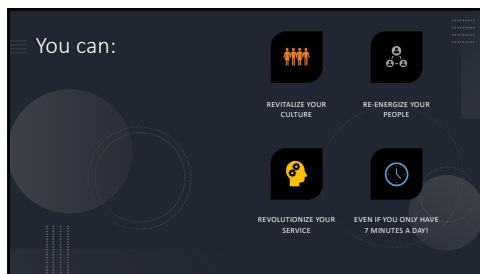 You can:
REVITALIZE YOUR
CULTURE
RE-ENERGIZE YOUR
PEOPLE
REVOLUTIONIZE YOUR
SERVICE
EVEN IF YOU ONLY HAVE
7 MINUTES A DAY!